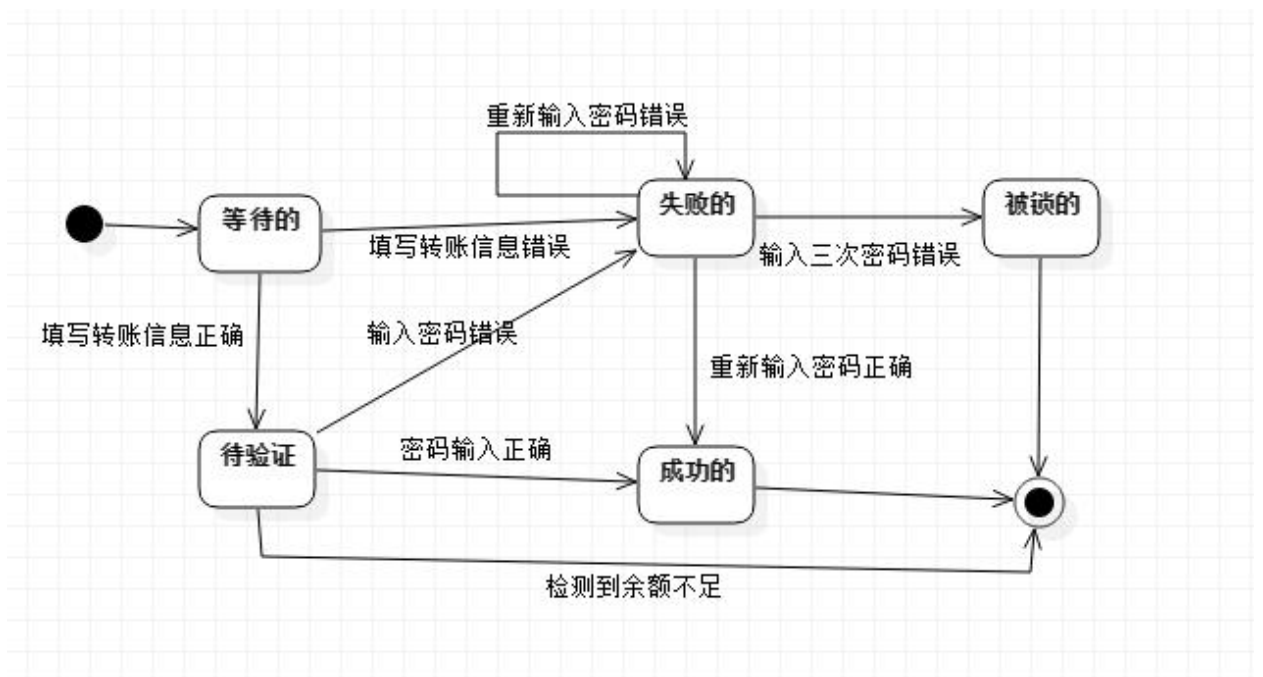 重新输入密码错误
等待的
失败的
被锁的
填写转账信息错误
输入三次密码错误
填写转账信息正确
输入密码错误
重新输入密码正确
待验证
密码输入正确
成功的
检测到余额不足